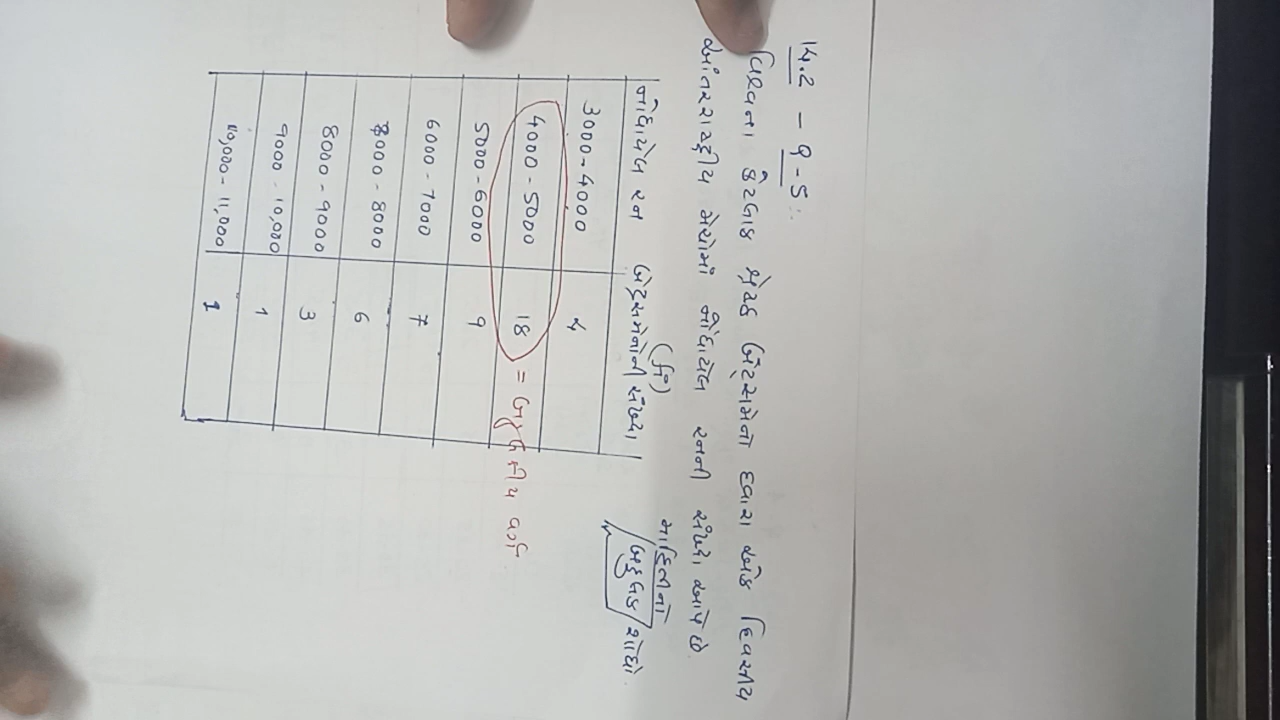 14.2 - Q-5:
વિશ્વના કેટલાક શ્રેષ્ઠ બેટ્સમેનો દ્વારા એક દિવસીય
આંતરરાષ્ટ્રીય મેચોમાં નોંધાયેલ રનની સંખ્યા આપે છે
માહિતીનો
બહુલક શોધો.
(fi)
નોંધાયેલ રન બેટ્સમેનોની સંખ્યા
3000-4000 4
4000-5000 18 = બહુલકીય વર્ગ
5000-6000 9
6000-7000 7
7000-8000 6
8000-9000 3
9000-10,000 1
10,000-11,000 1